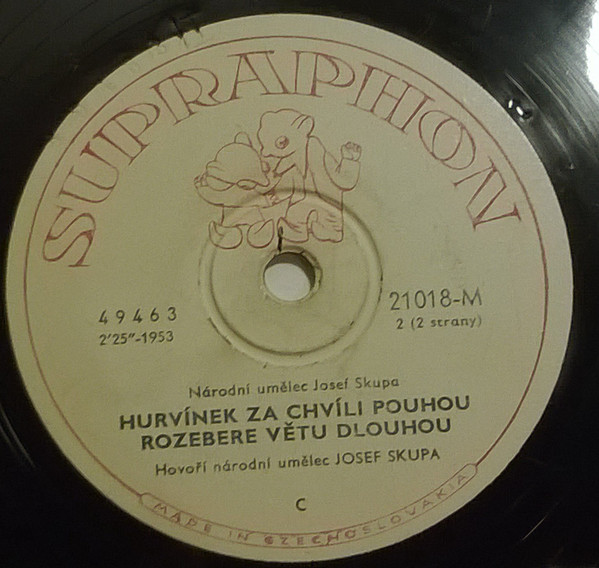 SUPRAPHON
49463
2'25"-1953
21018-M
2 (2 strany)
Národní umělec Josef Skupa
HURVÍNEK ZA CHVÍLI POUHOU
ROZEBERE VĚTU DLOUHOU
Hovoří národní umělec JOSEF SKUPA
C
MADE IN CZECHOSLOVAKIA